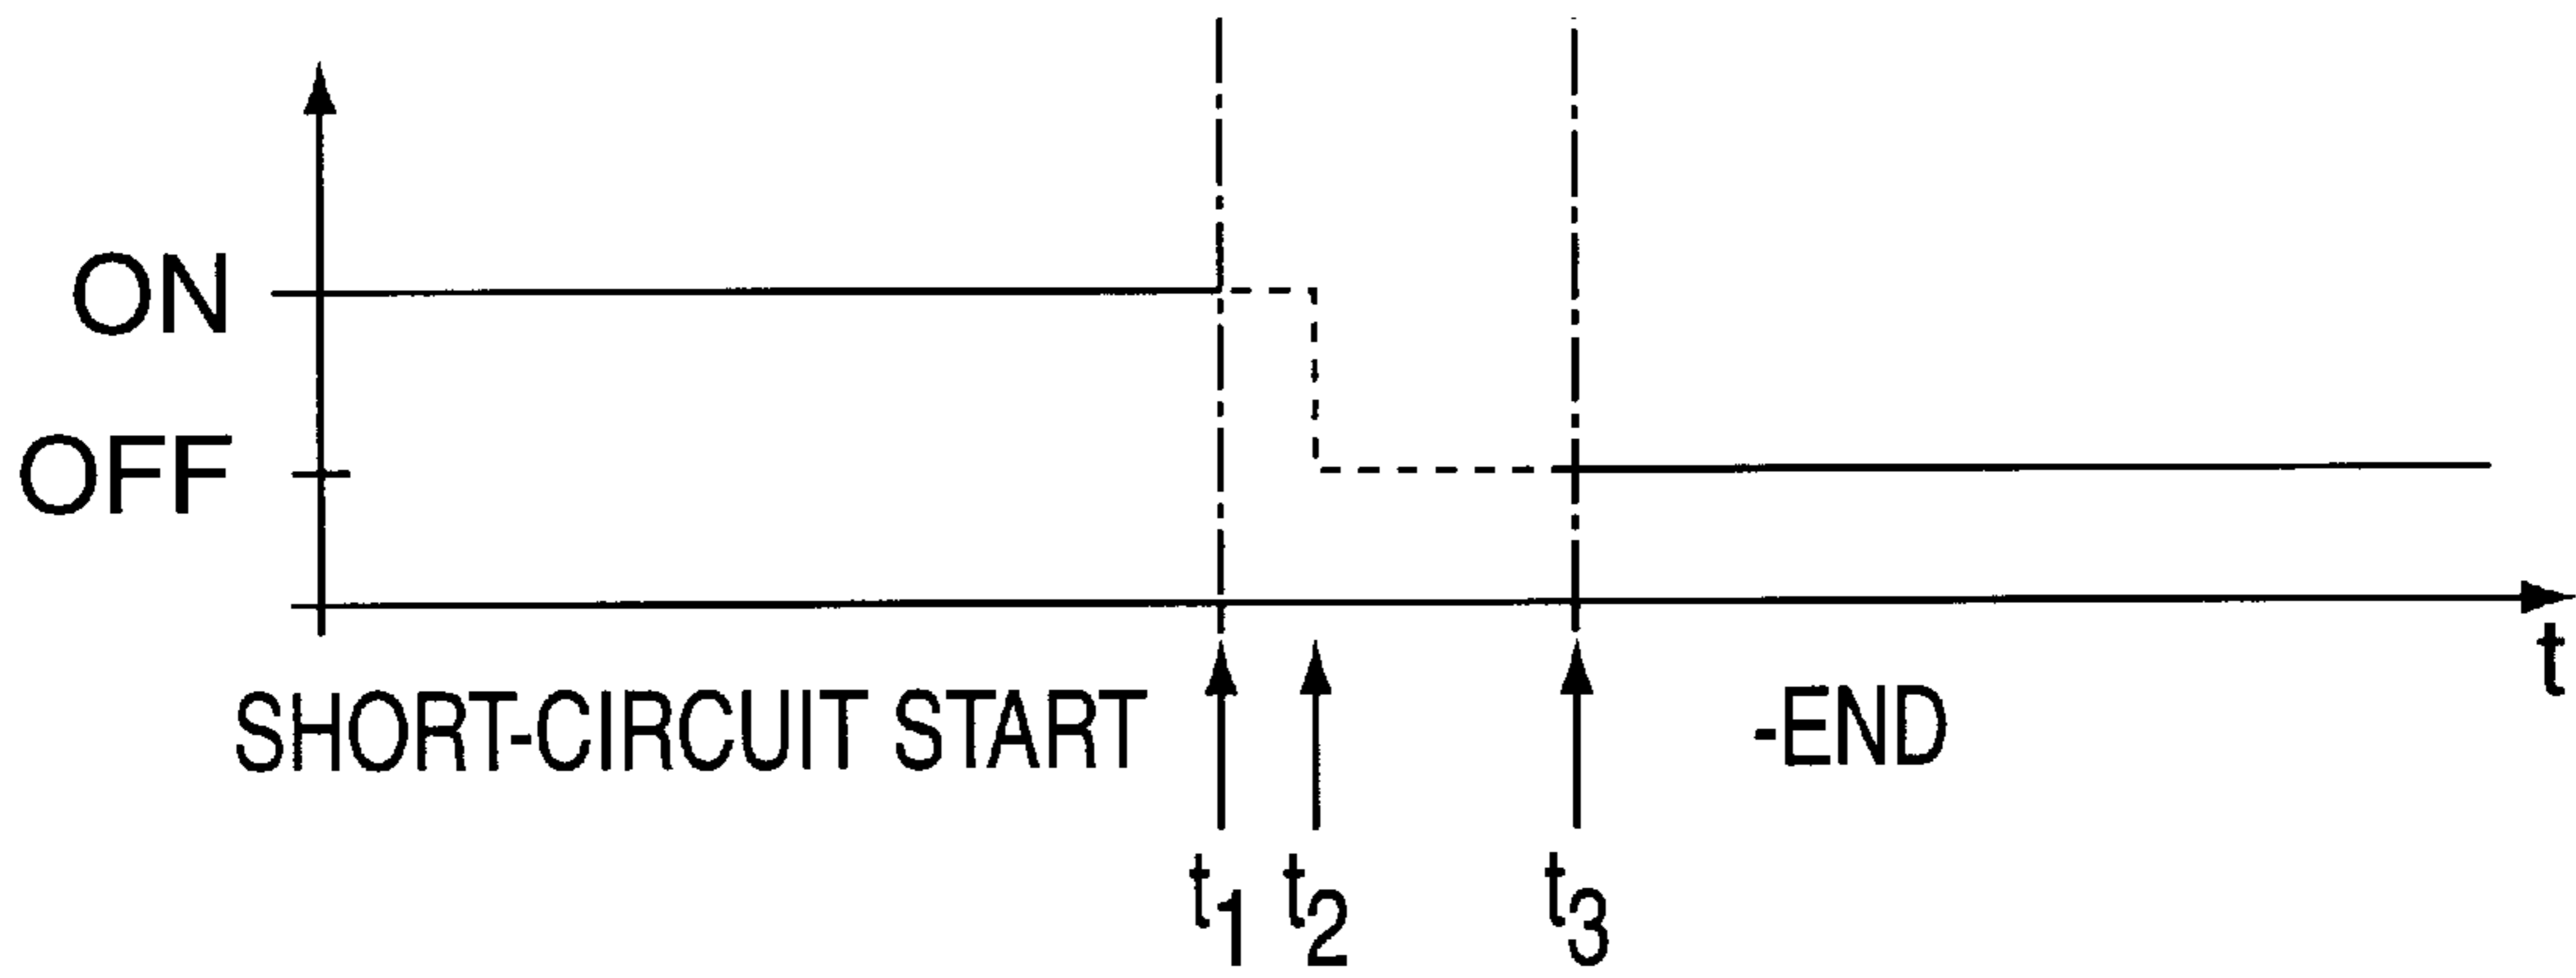 ON
OFF
t
SHORT-CIRCUIT START
-END
t1
t2
t3